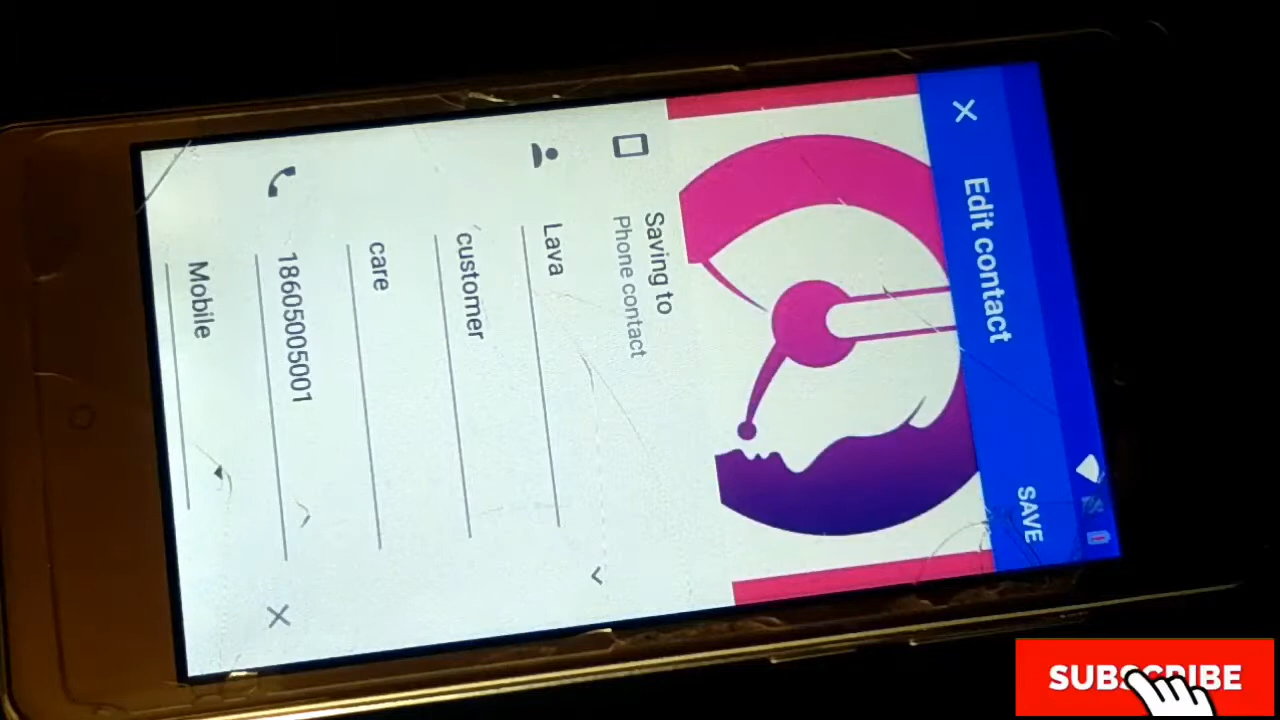 Edit contact
SAVE
Saving to
Phone contact
Lava
customer
care
18605005001
Mobile
SUBSCRIBE